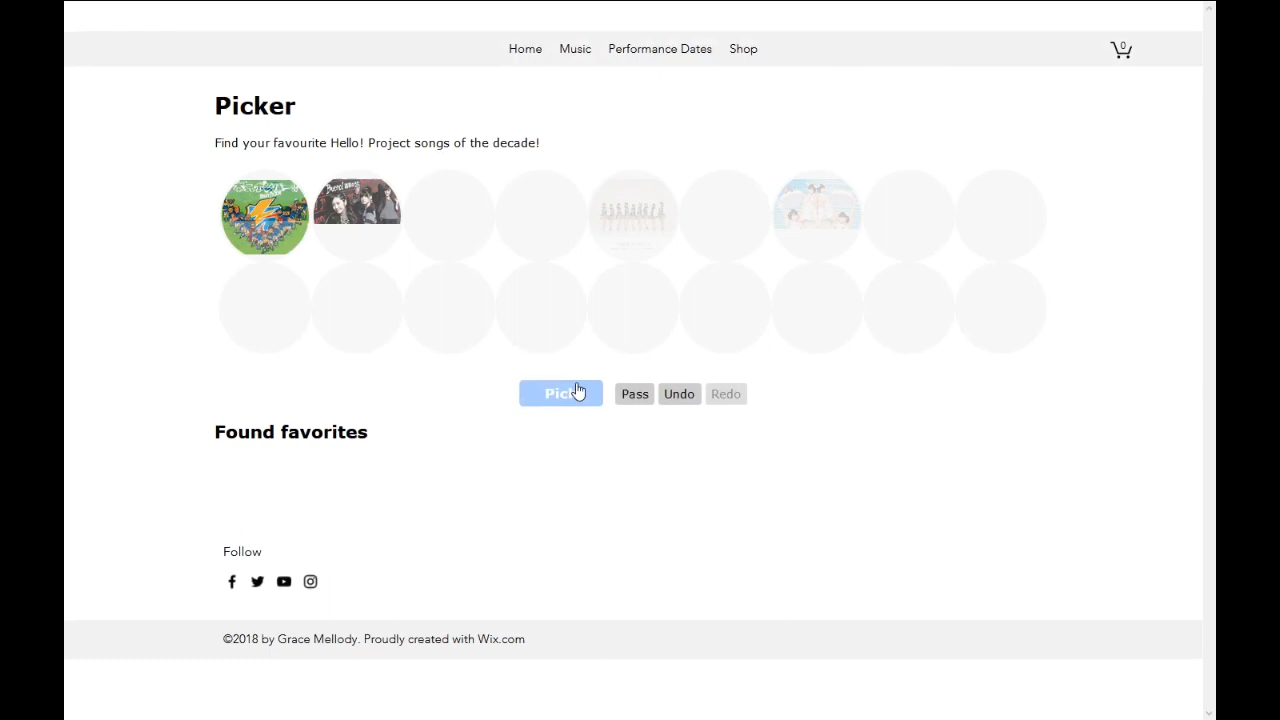 Home Music Performance Dates Shop 0
Picker
Find your favourite Hello! Project songs of the decade!
Pick Pass Undo Redo
Found favorites
Follow
©2018 by Grace Mellody. Proudly created with Wix.com